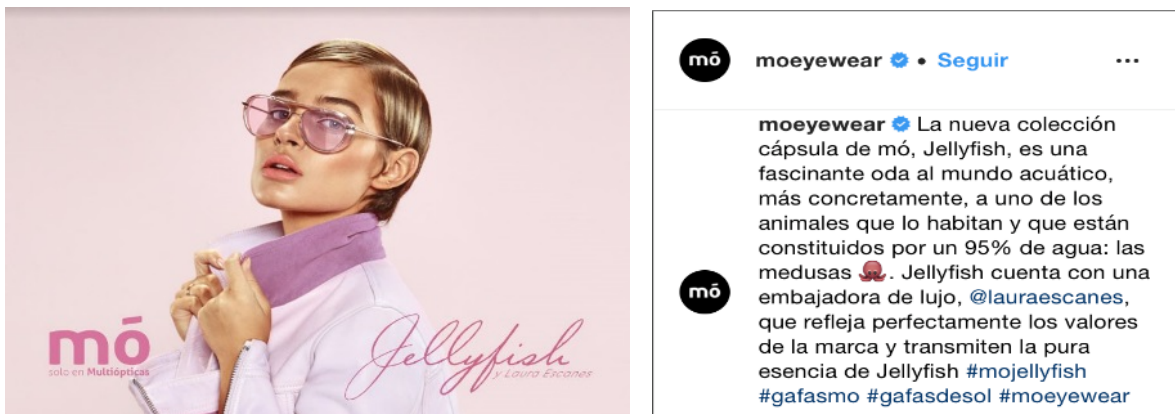 mó
solo en Multiópticas
Jellyfish
y Laura Escanes
mó
moeyewear • Seguir
...
moeyewear La nueva colección
cápsula de mó, Jellyfish, es una
fascinante oda al mundo acuático,
más concretamente, a uno de los
animales que lo habitan y que están
constituidos por un 95% de agua: las
medusas 🐙. Jellyfish cuenta con una
mó
embajadora de lujo, @lauraescanes,
que refleja perfectamente los valores
de la marca y transmiten la pura
esencia de Jellyfish #mojellyfish
#gafasmo #gafasdesol #moeyewear